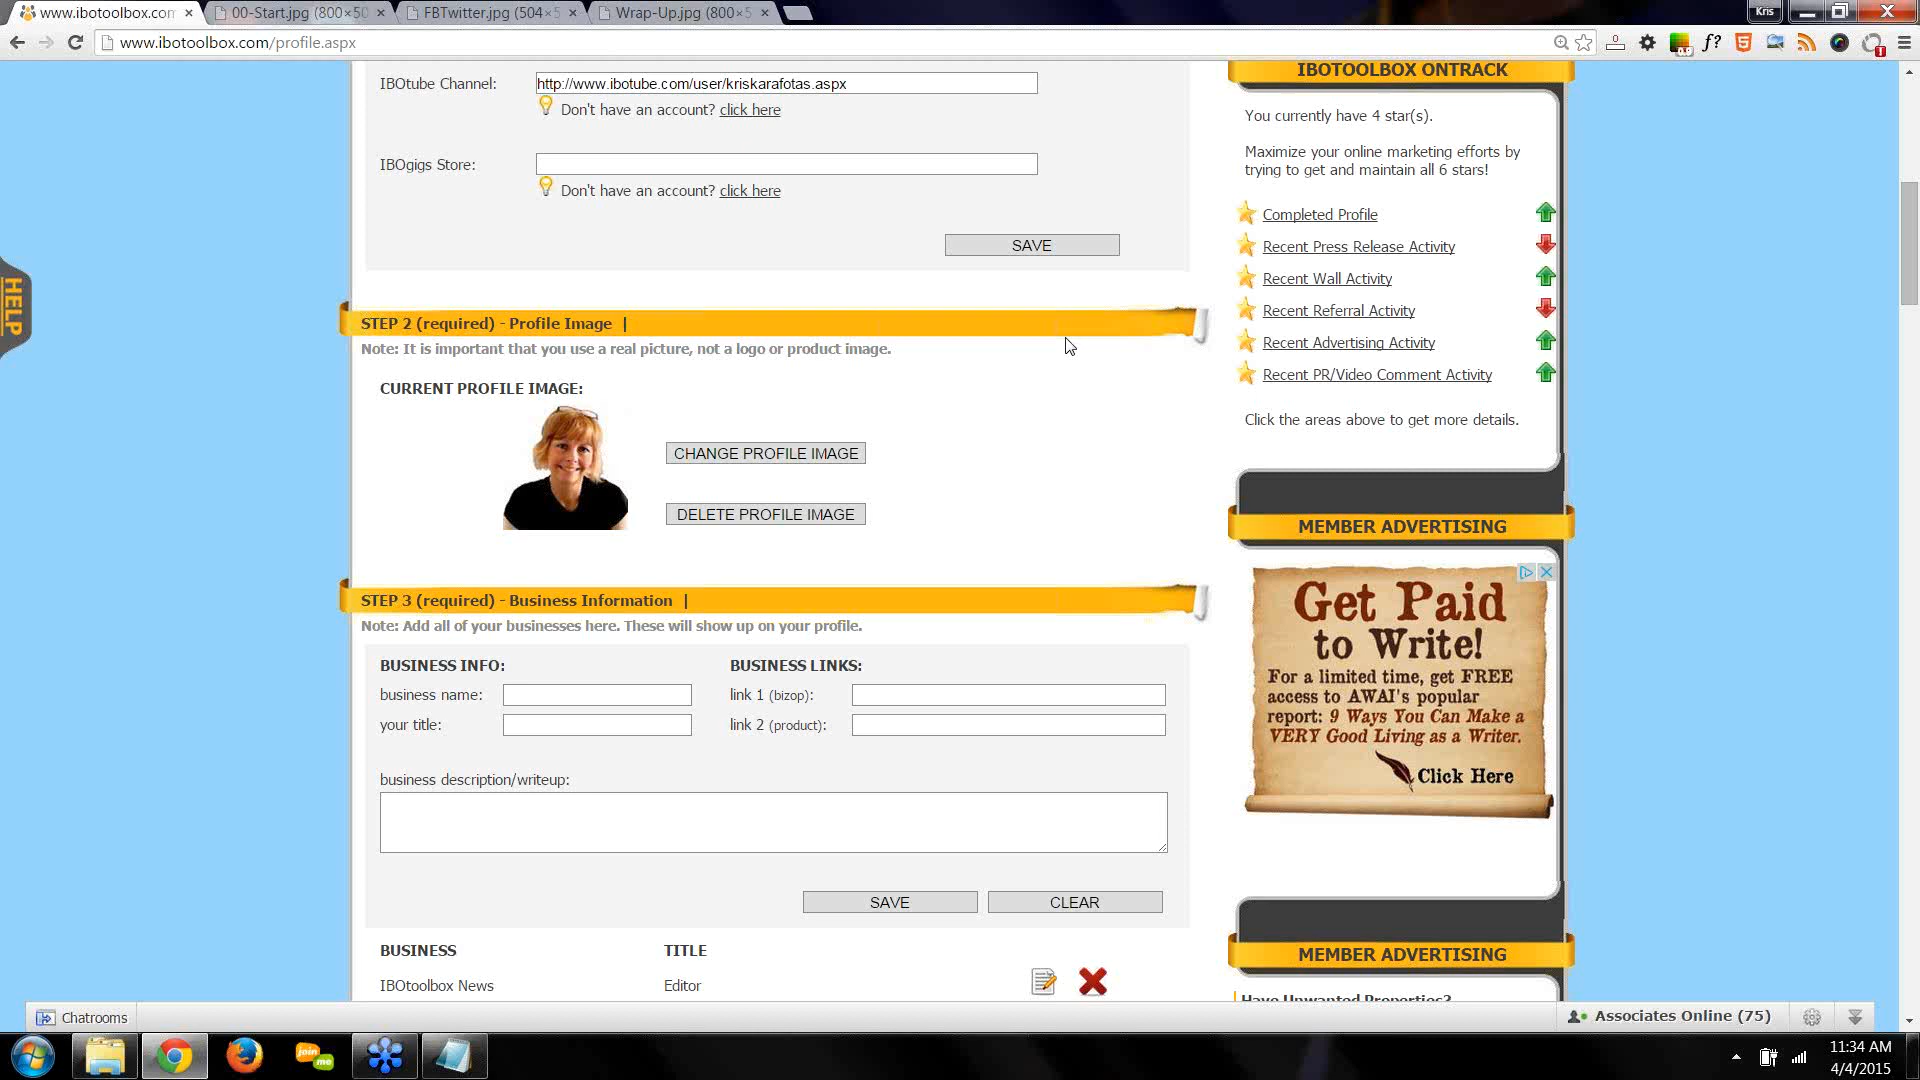 www.ibotoolbox.com
00-Start.jpg (800×50
FBTwitter.jpg (504×5
Wrap-Up.jpg (800×5
Kris
www.ibotoolbox.com/profile.aspx
IBOtube Channel:
http://www.ibotube.com/user/kriskarafotas.aspx
Don't have an account? click here
IBOgigs Store:
Don't have an account? click here
SAVE
HELP
STEP 2 (required) - Profile Image |
Note: It is important that you use a real picture, not a logo or product image.
CURRENT PROFILE IMAGE:
CHANGE PROFILE IMAGE
DELETE PROFILE IMAGE
STEP 3 (required) - Business Information |
Note: Add all of your businesses here. These will show up on your profile.
BUSINESS INFO:
BUSINESS LINKS:
business name:
link 1 (bizop):
your title:
link 2 (product):
business description/writeup:
SAVE
CLEAR
BUSINESS
TITLE
IBOtoolbox News
Editor
IBOTOOLBOX ONTRACK
You currently have 4 star(s).
Maximize your online marketing efforts by
trying to get and maintain all 6 stars!
Completed Profile
Recent Press Release Activity
Recent Wall Activity
Recent Referral Activity
Recent Advertising Activity
Recent PR/Video Comment Activity
Click the areas above to get more details.
MEMBER ADVERTISING
Get Paid
to Write!
For a limited time, get FREE
access to AWAI's popular
report: 9 Ways You Can Make a
VERY Good Living as a Writer.
Click Here
MEMBER ADVERTISING
Have Unwanted Properties?
Chatrooms
Associates Online (75)
join
me
11:34 AM
4/4/2015